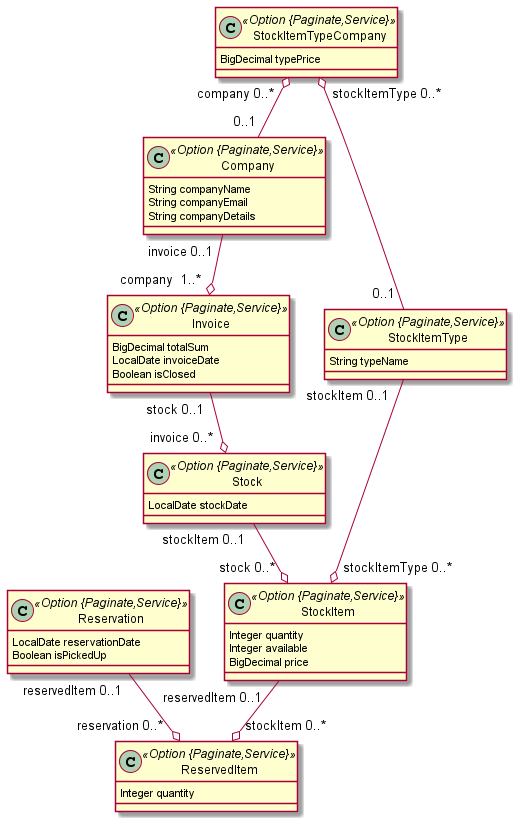 C «Option {Paginate,Service}»
StockItemTypeCompany
BigDecimal typePrice
company 0..*
stockItemType 0..*
0..1
C «Option {Paginate,Service}»
Company
String companyName
String companyEmail
String companyDetails
invoice 0..1
company 1..*
0..1
C «Option {Paginate,Service}»
Invoice
BigDecimal totalSum
LocalDate invoiceDate
Boolean isClosed
C «Option {Paginate,Service}»
StockItemType
String typeName
stock 0..1
stockItem 0..1
invoice 0..*
C «Option {Paginate,Service}»
Stock
LocalDate stockDate
stockItem 0..1
stock 0..*
stockItemType 0..*
C «Option {Paginate,Service}»
Reservation
LocalDate reservationDate
Boolean isPickedUp
C «Option {Paginate,Service}»
StockItem
Integer quantity
Integer available
BigDecimal price
reservedItem 0..1
reservedItem 0..1
reservation 0..*
stockItem 0..*
C «Option {Paginate,Service}»
ReservedItem
Integer quantity